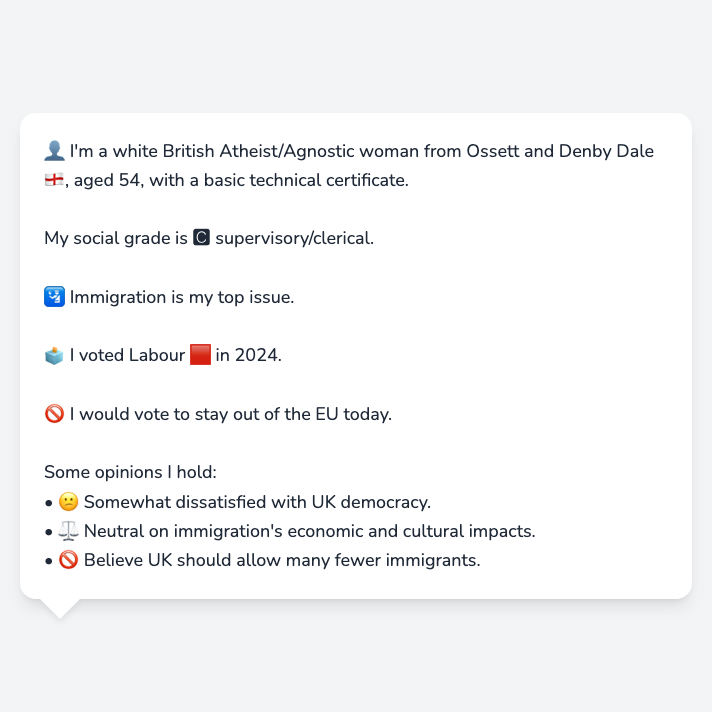 👤 I'm a white British Atheist/Agnostic woman from Ossett and Denby Dale
🏴󠁧󠁢󠁥󠁮󠁧󠁿, aged 54, with a basic technical certificate.
My social grade is 🅲 supervisory/clerical.
🛂 Immigration is my top issue.
🗳️ I voted Labour 🟥 in 2024.
🚫 I would vote to stay out of the EU today.
Some opinions I hold:
• 🙁 Somewhat dissatisfied with UK democracy.
• ⚖️ Neutral on immigration's economic and cultural impacts.
• 🚫 Believe UK should allow many fewer immigrants.